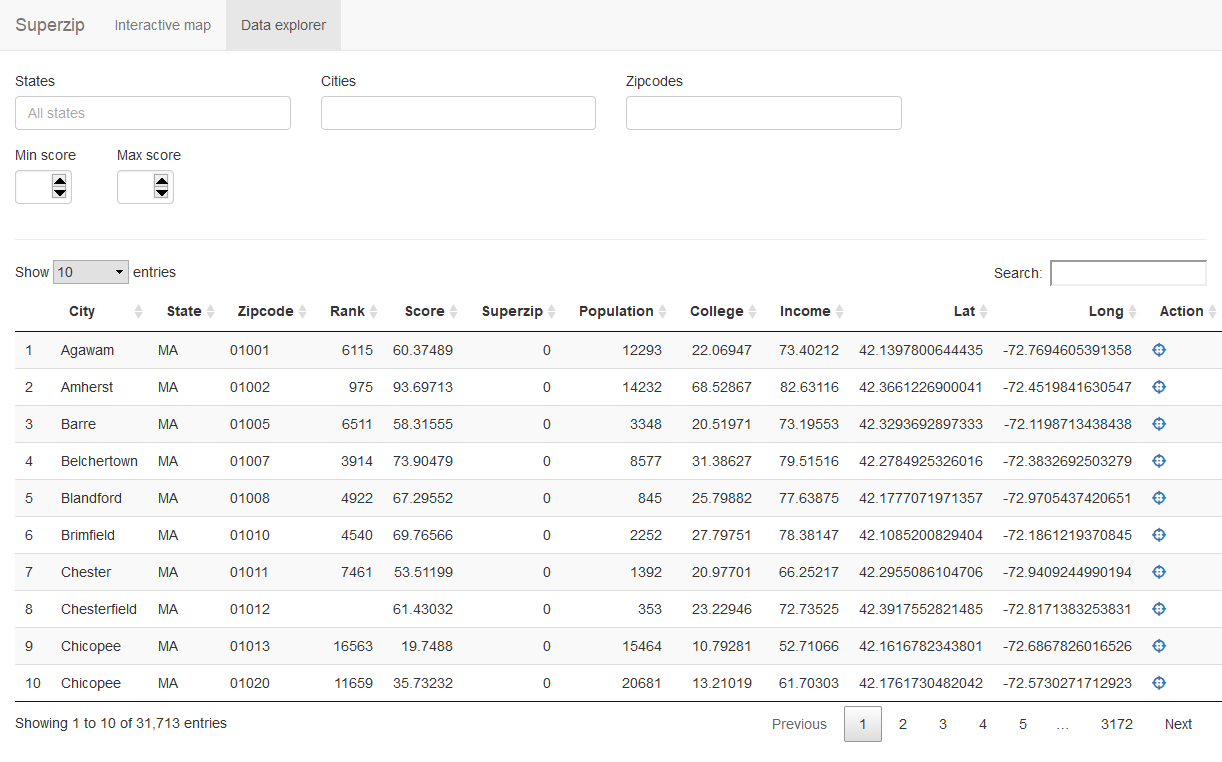 Superzip Interactive map Data explorer
States Cities Zipcodes
All states
Min score Max score
Show 10 entries Search:
City State Zipcode Rank Score Superzip Population College Income Lat Long Action
1 Agawam MA 01001 6115 60.37489 0 12293 22.06947 73.40212 42.1397800644435 -72.7694605391358
2 Amherst MA 01002 975 93.69713 0 14232 68.52867 82.63116 42.3661226900041 -72.4519841630547
3 Barre MA 01005 6511 58.31555 0 3348 20.51971 73.19553 42.3293692897333 -72.1198713438438
4 Belchertown MA 01007 3914 73.90479 0 8577 31.38627 79.51516 42.2784925326016 -72.3832692503279
5 Blandford MA 01008 4922 67.29552 0 845 25.79882 77.63875 42.1777071971357 -72.9705437420651
6 Brimfield MA 01010 4540 69.76566 0 2252 27.79751 78.38147 42.1085200829404 -72.1861219370845
7 Chester MA 01011 7461 53.51199 0 1392 20.97701 66.25217 42.2955086104706 -72.9409244990194
8 Chesterfield MA 01012 61.43032 0 353 23.22946 72.73525 42.3917552821485 -72.8171383253831
9 Chicopee MA 01013 16563 19.7488 0 15464 10.79281 52.71066 42.1616782343801 -72.6867826016526
10 Chicopee MA 01020 11659 35.73232 0 20681 13.21019 61.70303 42.1761730482042 -72.5730271712923
Showing 1 to 10 of 31,713 entries Previous 1 2 3 4 5 … 3172 Next